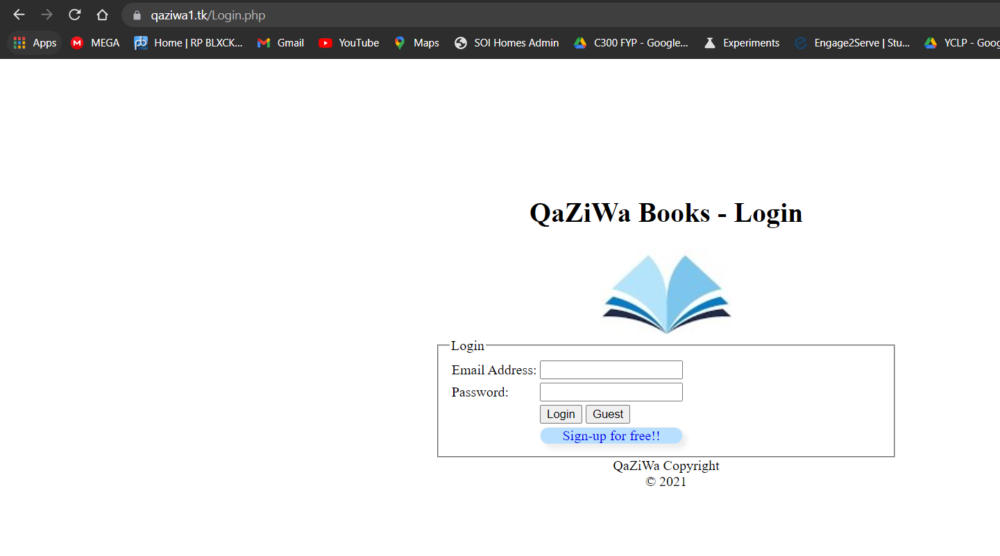 qaziwa1.tk/Login.php
Apps MEGA Home | RP BLXCK... Gmail YouTube Maps SOI Homes Admin C300 FYP - Google... Experiments Engage2Serve | Stu... YCLP - Goog
QaZiWa Books - Login
Login
Email Address:
Password:
Login Guest
Sign-up for free!!
QaZiWa Copyright
© 2021